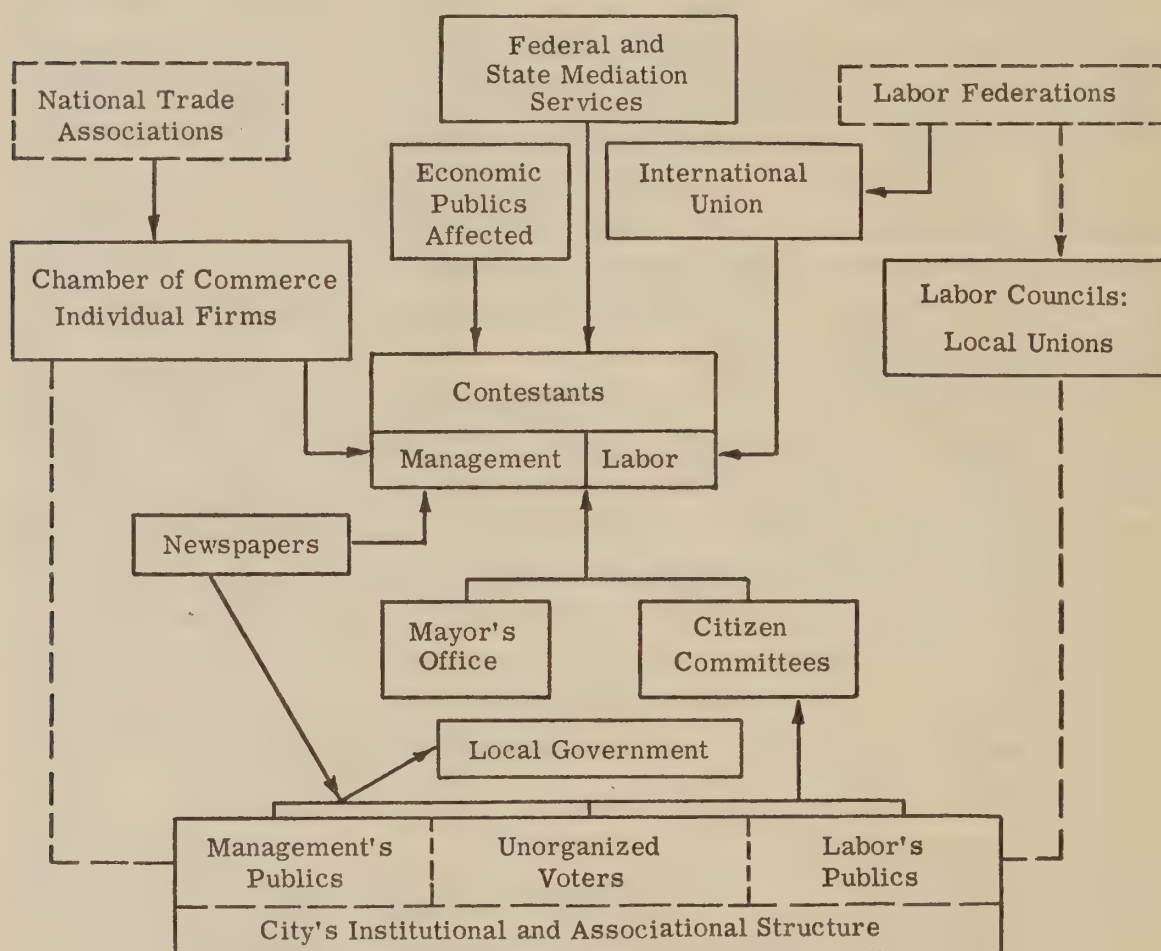 Federal and
State Mediation
Services
National Trade
Associations
Labor Federations
Economic
Publics
Affected
International
Union
Chamber of Commerce
Individual Firms
Labor Councils:
Local Unions
Contestants
Management
Labor
Newspapers
Mayor's
Office
Citizen
Committees
Local Government
Management's
Publics
Unorganized
Voters
Labor's
Publics
City's Institutional and Associational Structure